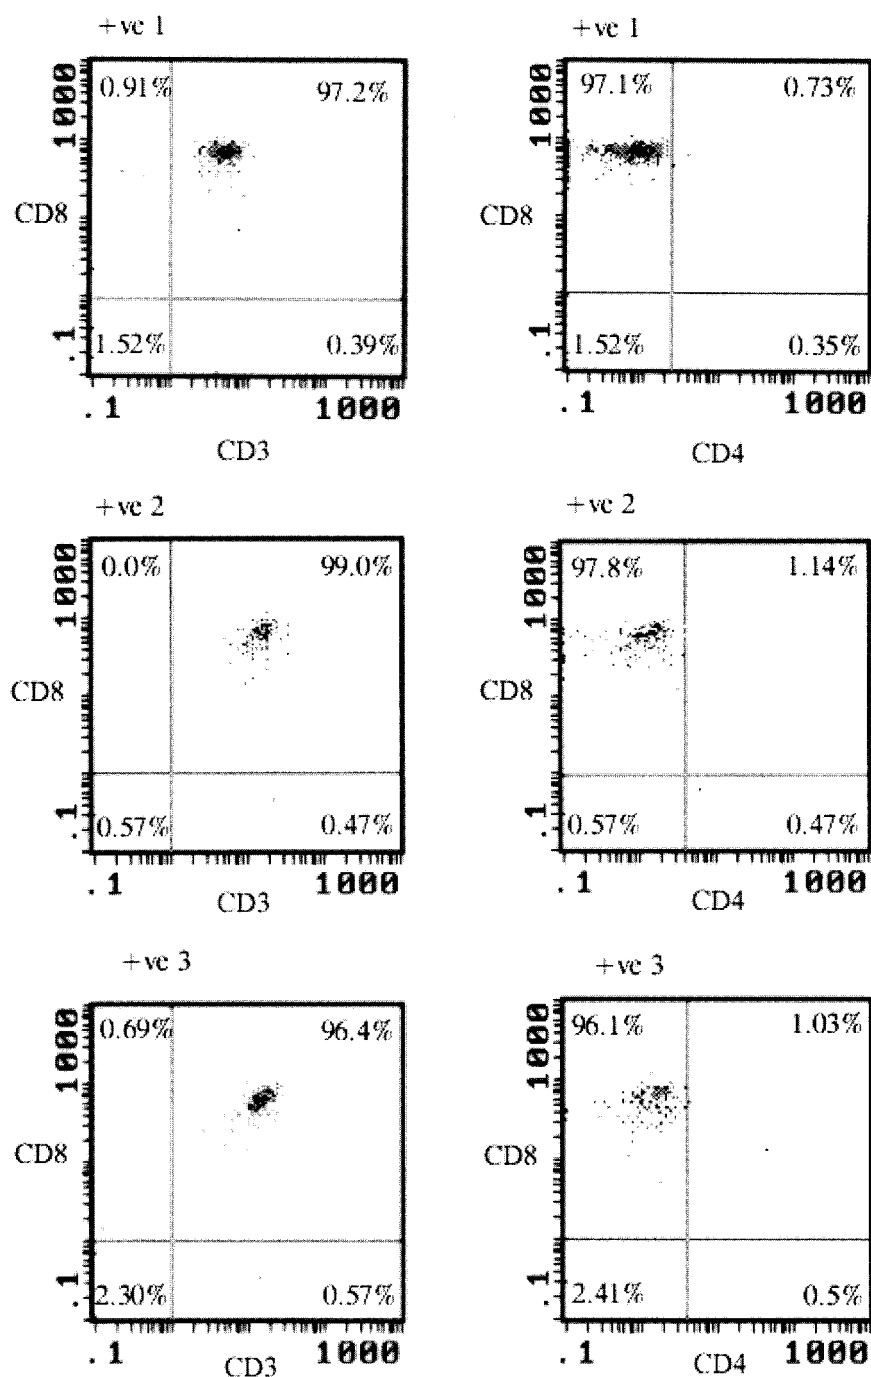 +ve 1
+ve 1
1000
0.91%
97.2%
CD8
.1
1.52%
0.39%
.1
1000
CD3
1000
97.1%
0.73%
CD8
.1
1.52%
0.35%
.1
1000
CD4
+ve 2
+ve 2
1000
0.0%
99.0%
CD8
.1
0.57%
0.47%
.1
1000
CD3
1000
97.8%
1.14%
CD8
.1
0.57%
0.47%
.1
1000
CD4
+ve 3
+ve 3
1000
0.69%
96.4%
CD8
.1
2.30%
0.57%
.1
1000
CD3
1000
96.1%
1.03%
CD8
.1
2.41%
0.5%
.1
1000
CD4